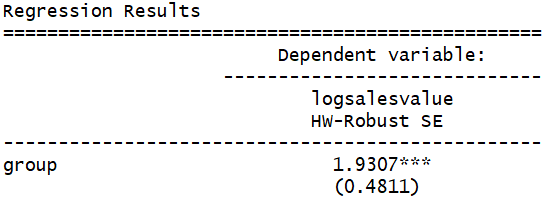 Regression Results
=================================================
Dependent variable:
-----------------------------
logsalesvalue
HW-Robust SE
-------------------------------------------------
group 1.9307***
(0.4811)